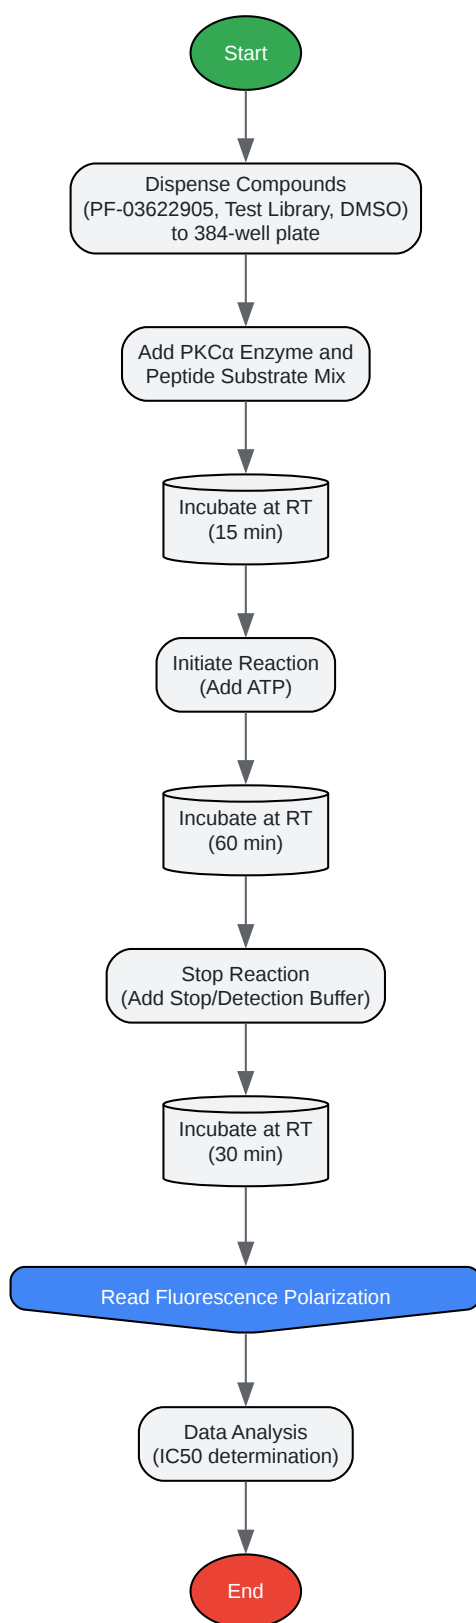 Start
Dispense Compounds
(PF-03622905, Test Library, DMSO)
to 384-well plate
Add PKCα Enzyme and
Peptide Substrate Mix
Incubate at RT
(15 min)
Initiate Reaction
(Add ATP)
Incubate at RT
(60 min)
Stop Reaction
(Add Stop/Detection Buffer)
Incubate at RT
(30 min)
Read Fluorescence Polarization
Data Analysis
(IC50 determination)
End